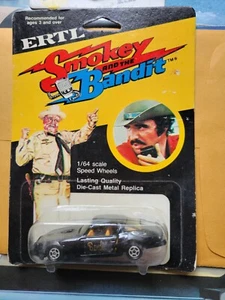 Recommended for
ages 3 and over
ERTL
Smokey
AND THE
Bandit
TM
1/64 scale
Speed Wheels
Lasting Quality
Die-Cast Metal Replica